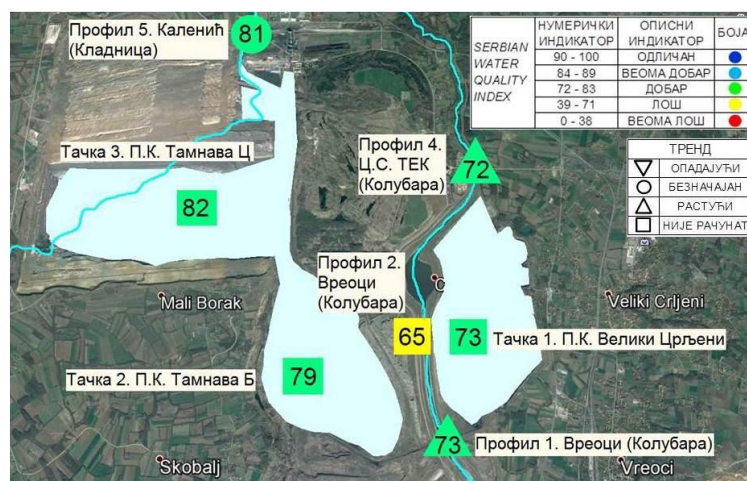 Профил 5. Каленић
(Кладница)
81
SERBIAN
WATER
QUALITY
INDEX
НУМЕРИЧКИ
ИНДИКАТОР
ОПИСНИ
ИНДИКАТОР
БОЈА
90 - 100 ОДЛИЧАН
84 - 89 ВЕОМА ДОБАР
72 - 83 ДОБАР
39 - 71 ЛОШ
0 - 38 ВЕОМА ЛОШ
ТРЕНД
ОПАДАЈУЋИ
БЕЗНАЧАЈАН
РАСТУЋИ
НИЈЕ РАЧУНАТ
Тачка 3. П.К. Тамнава Ц
82
Профил 4.
Ц.С. ТЕК
(Колубара)
72
Профил 2.
Вреоци
(Колубара)
Mali Borak
Veliki Crljeni
65
73
Тачка 1. П.К. Велики Црљени
Тачка 2. П.К. Тамнава Б
79
73
Профил 1. Вреоци (Колубара)
Skobalj
Vreoci